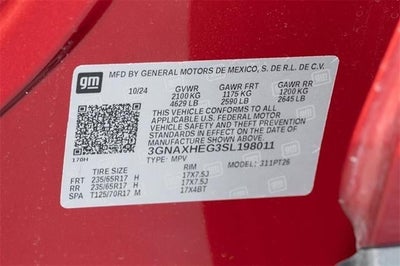 gm MFD BY GENERAL MOTORS DE MEXICO, S. DE R.L. DE C.V.
10/24 GVWR GAWR FRT GAWR RR
2100 KG 1175 KG 1200 KG
4629 LB 2590 LB 2645 LB
THIS VEHICLE CONFORMS TO ALL
APPLICABLE U.S. FEDERAL MOTOR
VEHICLE SAFETY, BUMPER, AND
THEFT PREVENTION STANDARDS IN
EFFECT ON THE DATE OF
MANUFACTURE SHOWN ABOVE.
3GNAXHEG3SL198011
170H TYPE: MPV MODEL: 311PT26
TIRE SIZE RIM
FRT 235/65R17 H 17X7.5J
RR 235/65R17 H 17X7.5J
SPA T125/70R17 M 17X4BT